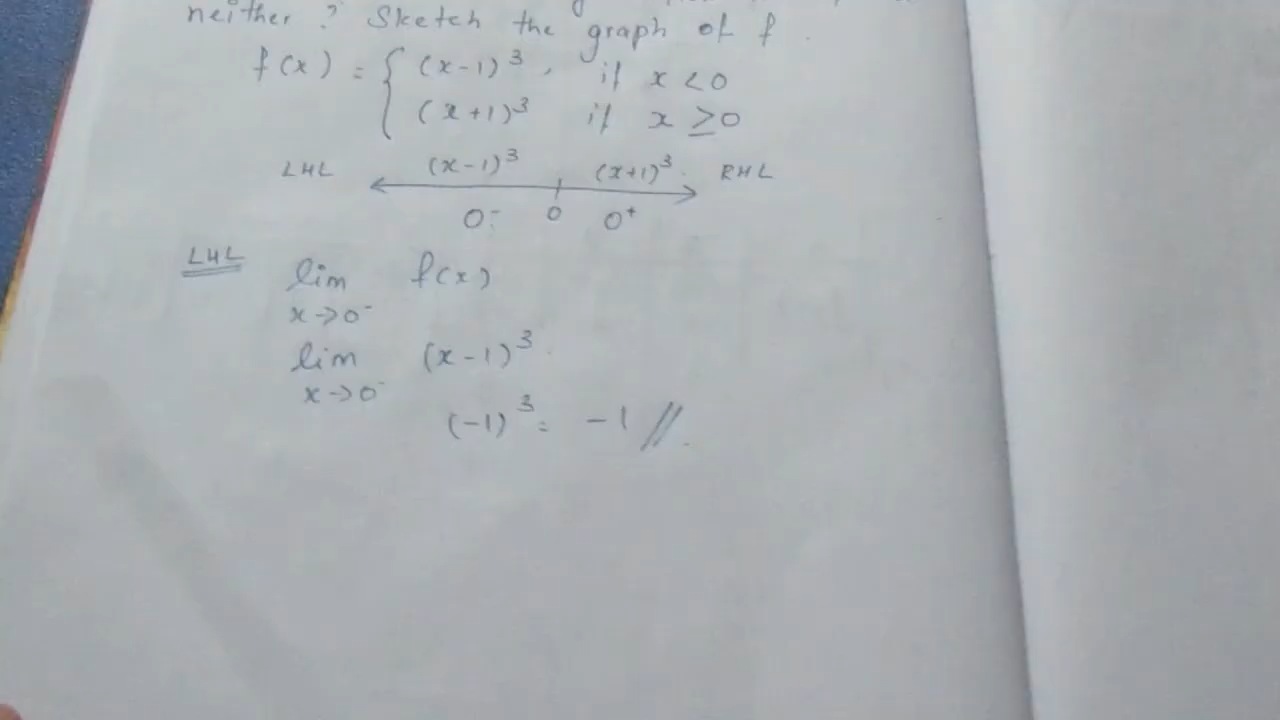 neither ? Sketch the graph of f .
f(x) = { (x-1)³ , if x < 0
(x+1)³ if x ≥ 0
LHL (x-1)³ (x+1)³ . RHL
0⁻ 0 0⁺
LHL lim f(x)
x→0⁻
lim (x-1)³
x→0⁻
(-1)³ = -1 //